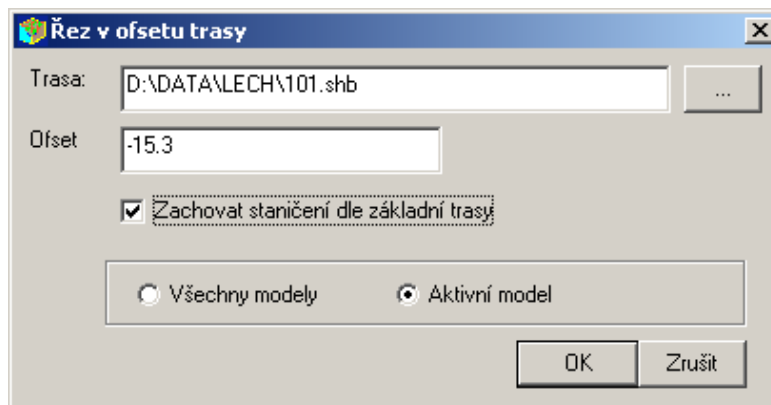 Řez v ofsetu trasy
Trasa: D:\DATA\LECH\101.shb ...
Ofset -15.3
Zachovat staničení dle základní trasy
Všechny modely Aktivní model
OK Zrušit